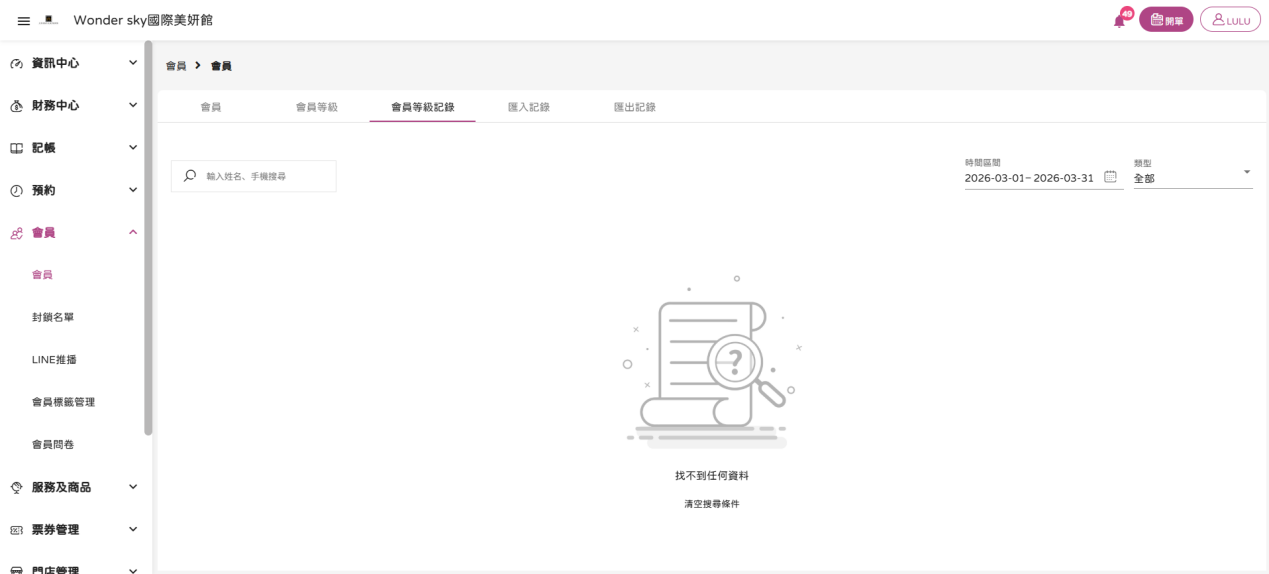 Wonder sky國際美妍館
49
開單
LULU
資訊中心
財務中心
記帳
預約
會員
會員
封鎖名單
LINE推播
會員標籤管理
會員問卷
服務及商品
票券管理
門店管理
會員 > 會員
會員 會員等級 會員等級記錄 匯入記錄 匯出記錄
輸入姓名、手機搜尋
時間區間
2026-03-01~2026-03-31
類型
全部
?
找不到任何資料
清空搜尋條件